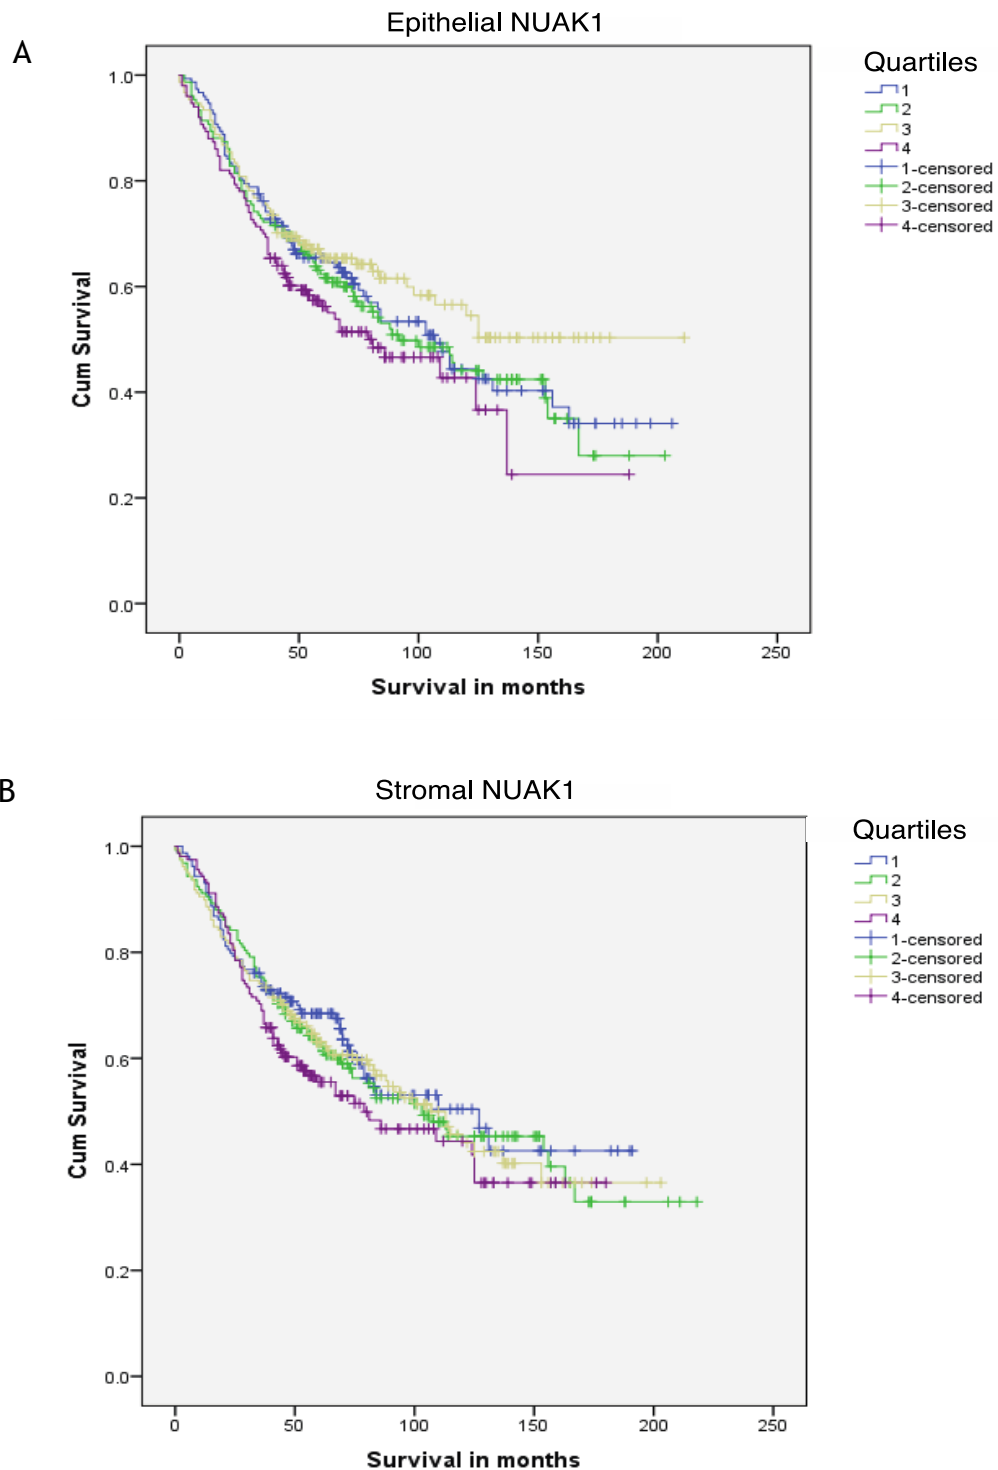 Epithelial NUAK1
A
Quartiles
1
2
3
4
1-censored
2-censored
3-censored
4-censored
1.0
0.8
0.6
0.4
0.2
0.0
Cum Survival
0 50 100 150 200 250
Survival in months
Stromal NUAK1
B
Quartiles
1
2
3
4
1-censored
2-censored
3-censored
4-censored
1.0
0.8
0.6
0.4
0.2
0.0
Cum Survival
0 50 100 150 200 250
Survival in months